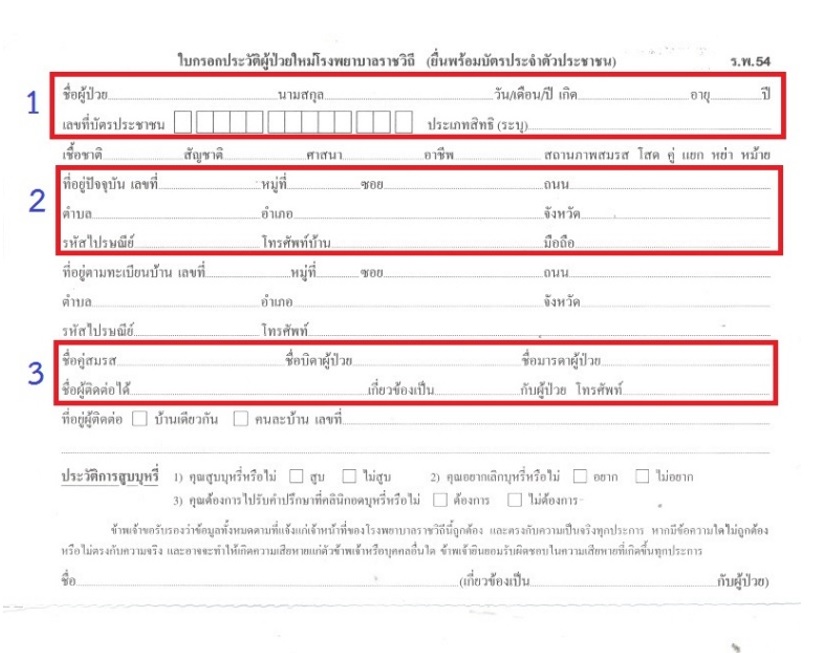 ใบกรอกประวัติผู้ป่วยใหม่โรงพยาบาลราชวิถี (ยื่นพร้อมบัตรประจำตัวประชาชน) ร.พ.54
1
ชื่อผู้ป่วย นามสกุล วัน/เดือน/ปี เกิด อายุ ปี
เลขที่บัตรประชาชน ประเภทสิทธิ (ระบุ)
เชื้อชาติ สัญชาติ ศาสนา อาชีพ สถานภาพสมรส โสด คู่ แยก หย่า หม้าย
2
ที่อยู่ปัจจุบัน เลขที่ หมู่ที่ ซอย ถนน
ตำบล อำเภอ จังหวัด
รหัสไปรษณีย์ โทรศัพท์บ้าน มือถือ
ที่อยู่ตามทะเบียนบ้าน เลขที่ หมู่ที่ ซอย ถนน
ตำบล อำเภอ จังหวัด
รหัสไปรษณีย์ โทรศัพท์
3
ชื่อคู่สมรส ชื่อบิดาผู้ป่วย ชื่อมารดาผู้ป่วย
ชื่อผู้ติดต่อได้ เกี่ยวข้องเป็น กับผู้ป่วย โทรศัพท์
ที่อยู่ผู้ติดต่อ บ้านเดียวกัน คนละบ้าน เลขที่
ประวัติการสูบบุหรี่ 1) คุณสูบบุหรี่หรือไม่ สูบ ไม่สูบ 2) คุณอยากเลิกบุหรี่หรือไม่ อยาก ไม่อยาก
3) คุณต้องการไปรับคำปรึกษาที่คลินิกอดบุหรี่หรือไม่ ต้องการ ไม่ต้องการ
ข้าพเจ้าขอรับรองว่าข้อมูลทั้งหมดตามที่แจ้งแก่เจ้าหน้าที่ของโรงพยาบาลราชวิถีนี้ถูกต้อง และตรงกับความเป็นจริงทุกประการ หากมีข้อความใดไม่ถูกต้อง
หรือไม่ตรงกับความจริง และอาจจะทำให้เกิดความเสียหายแก่ตัวข้าพเจ้าหรือบุคคลอื่นใด ข้าพเจ้ายินยอมรับผิดชอบในความเสียหายที่เกิดขึ้นทุกประการ
ชื่อ (เกี่ยวข้องเป็น กับผู้ป่วย)